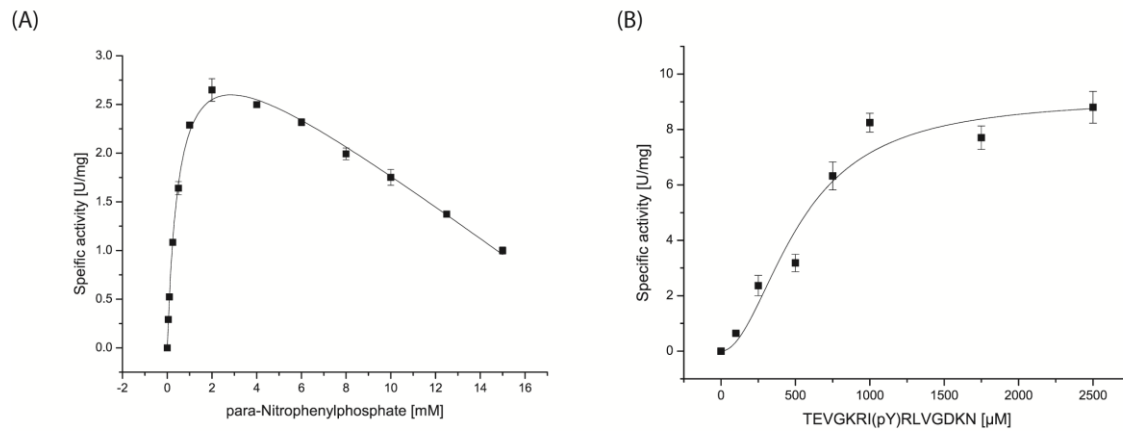 (A)
(B)
3.0
2.5
2.0
1.5
1.0
0.5
0.0
Speific activity [U/mg]
-2 0 2 4 6 8 10 12 14 16
para-Nitrophenylphosphate [mM]
10
8
6
4
2
0
Specific activity [U/mg]
0 500 1000 1500 2000 2500
TEVGKRI(pY)RLVGDKN [µM]